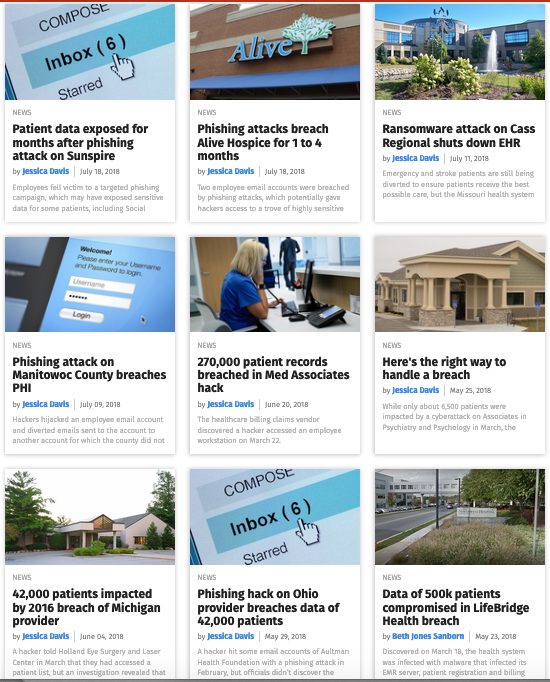 COMPOSE
Inbox (6)
Starred
NEWS
Patient data exposed for
months after phishing
attack on Sunspire
by Jessica Davis | July 18, 2018
Employees fell victim to a targeted phishing
campaign, which may have exposed sensitive
data for some patients, including Social
Alive
NEWS
Phishing attacks breach
Alive Hospice for 1 to 4
months
by Jessica Davis | July 18, 2018
Two employee email accounts were breached
by phishing attacks, which potentially gave
hackers access to a trove of highly sensitive
NEWS
Ransomware attack on Cass
Regional shuts down EHR
by Jessica Davis | July 11, 2018
Emergency and stroke patients are still being
diverted to ensure patients receive the best
possible care, but the Missouri health system
Welcome!
Please enter your Username
and Password to login.
Username
Login
NEWS
Phishing attack on
Manitowoc County breaches
PHI
by Jessica Davis | July 09, 2018
Hackers hijacked an employee email account
and diverted emails sent to the account to
another account for which the county did not
NEWS
270,000 patient records
breached in Med Associates
hack
by Jessica Davis | June 20, 2018
The healthcare billing claims vendor
discovered a hacker accessed an employee
workstation on March 22.
NEWS
Here's the right way to
handle a breach
by Jessica Davis | May 25, 2018
While only about 6,500 patients were
impacted by a cyberattack on Associates in
Psychiatry and Psychology in March, the
NEWS
42,000 patients impacted
by 2016 breach of Michigan
provider
by Jessica Davis | June 04, 2018
A hacker told Holland Eye Surgery and Laser
Center in March that they had accessed a
patient list, but an investigation revealed that
COMPOSE
Inbox (6)
Starred
NEWS
Phishing hack on Ohio
provider breaches data of
42,000 patients
by Jessica Davis | May 29, 2018
A hacker hit some email accounts of Aultman
Health Foundation with a phishing attack in
February, but officials didn't discover the
NEWS
Data of 500k patients
compromised in LifeBridge
Health breach
by Beth Jones Sanborn | May 23, 2018
Discovered on March 18, the health system
was infected with malware that infected its
EMR server, patient registration and billing